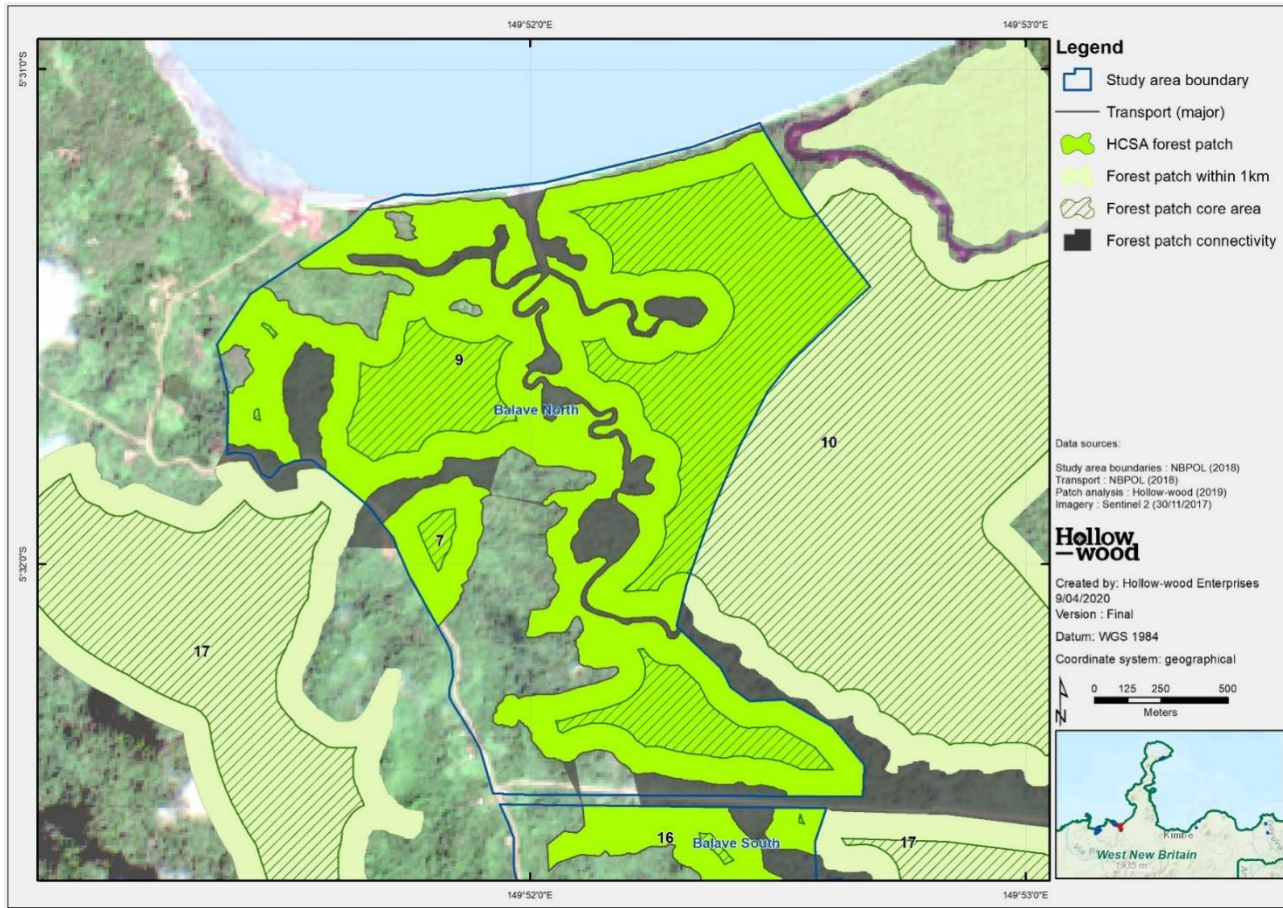 149°52'0"E
149°53'0"E
5°31'0"S
5°32'0"S
9
Balave North
10
7
17
16
Balave South
17
149°52'0"E
149°53'0"E
Legend
Study area boundary
Transport (major)
HCSA forest patch
Forest patch within 1km
Forest patch core area
Forest patch connectivity
Data sources:
Study area boundaries : NBPOL (2018)
Transport : NBPOL (2018)
Patch analysis : Hollow-wood (2019)
Imagery : Sentinel 2 (30/11/2017)
Hollow
—wood
Created by: Hollow-wood Enterprises
9/04/2020
Version : Final
Datum: WGS 1984
Coordinate system: geographical
N
0 125 250 500
Meters
Kimbe
West New Britain
1935 m